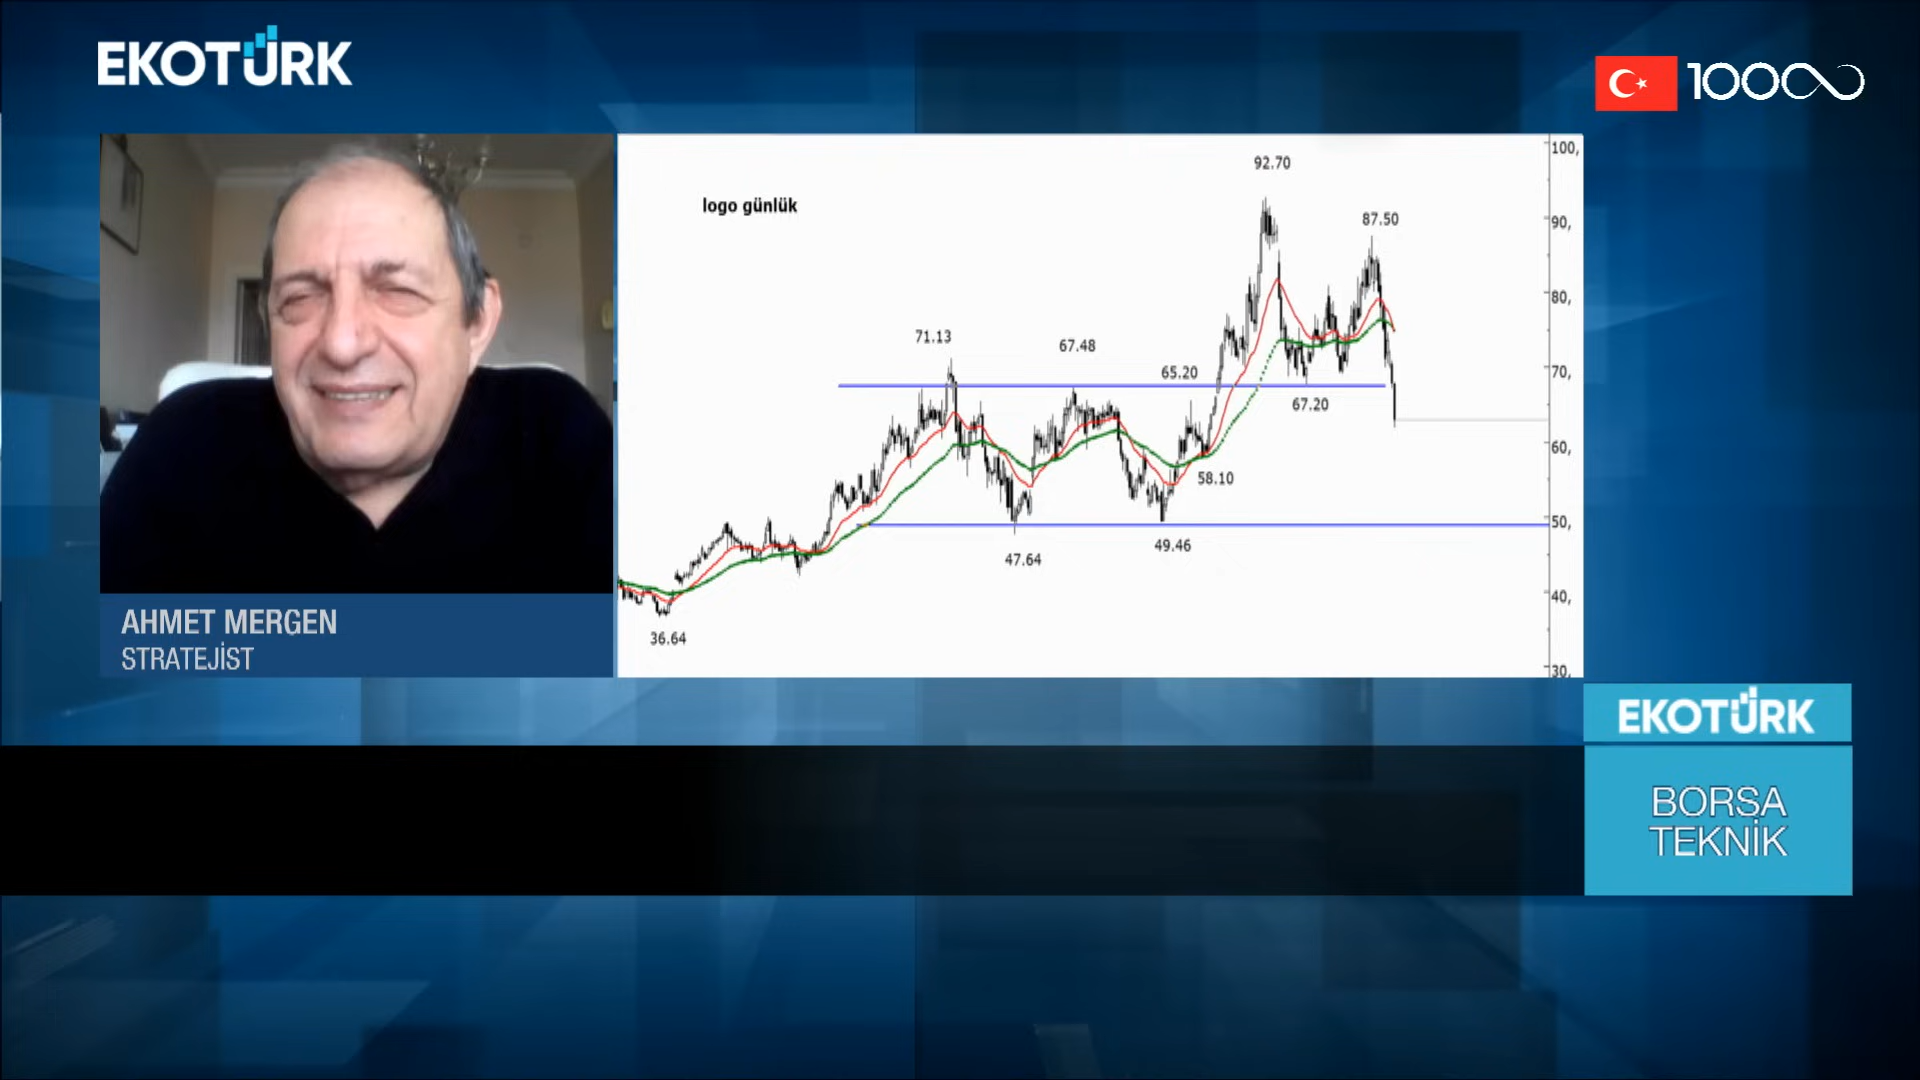 EKOTÜRK
100
logo günlük
92.70
87.50
71.13
67.48
65.20
67.20
58.10
47.64
49.46
36.64
100,
90,
80,
70,
60,
50,
40,
30,
AHMET MERGEN
STRATEJİST
EKOTÜRK
BORSA
TEKNİK